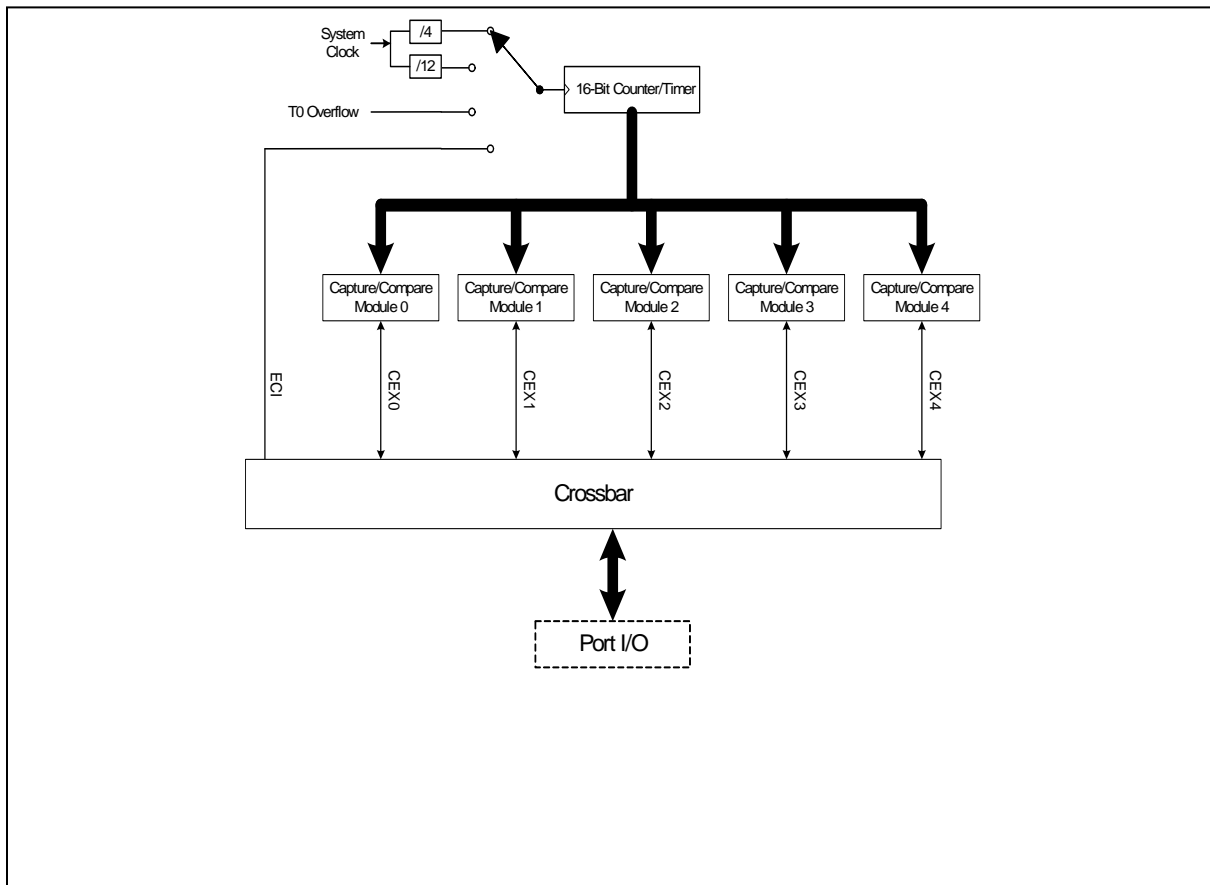 System
Clock
/4
/12
T0 Overflow
16-Bit Counter/Timer
Capture/Compare
Module 0
Capture/Compare
Module 1
Capture/Compare
Module 2
Capture/Compare
Module 3
Capture/Compare
Module 4
ECI
CEX0
CEX1
CEX2
CEX3
CEX4
Crossbar
Port I/O